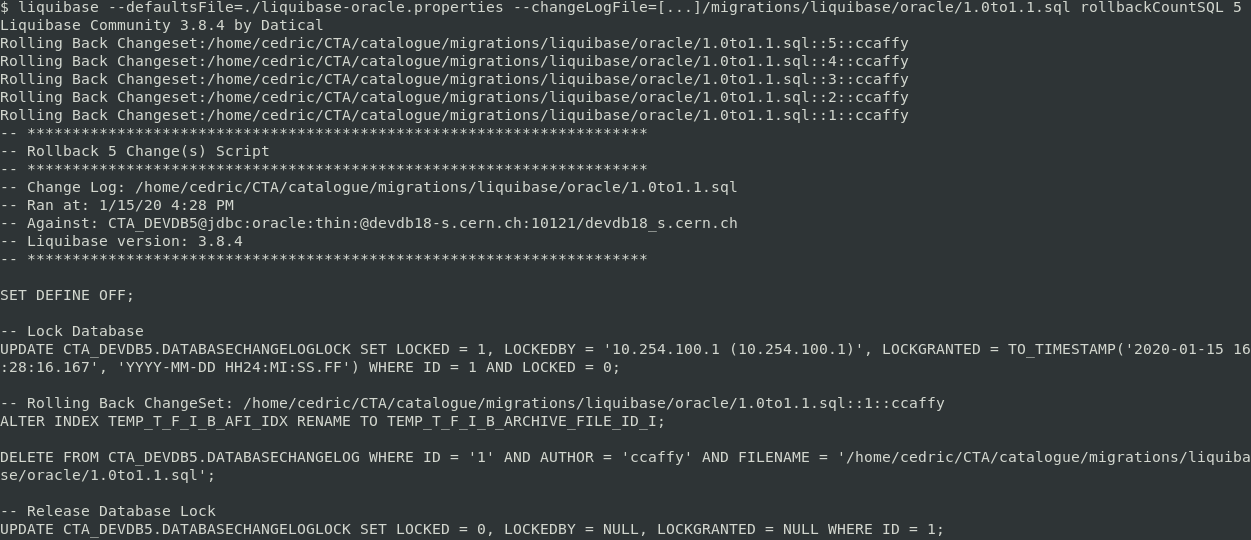 $ liquibase --defaultsFile=./liquibase-oracle.properties --changeLogFile=[...]/migrations/liquibase/oracle/1.0to1.1.sql rollbackCountSQL 5
Liquibase Community 3.8.4 by Datical
Rolling Back Changeset:/home/cedric/CTA/catalogue/migrations/liquibase/oracle/1.0to1.1.sql::5::ccaffy
Rolling Back Changeset:/home/cedric/CTA/catalogue/migrations/liquibase/oracle/1.0to1.1.sql::4::ccaffy
Rolling Back Changeset:/home/cedric/CTA/catalogue/migrations/liquibase/oracle/1.0to1.1.sql::3::ccaffy
Rolling Back Changeset:/home/cedric/CTA/catalogue/migrations/liquibase/oracle/1.0to1.1.sql::2::ccaffy
Rolling Back Changeset:/home/cedric/CTA/catalogue/migrations/liquibase/oracle/1.0to1.1.sql::1::ccaffy
-- *********************************************************************
-- Rollback 5 Change(s) Script
-- *********************************************************************
-- Change Log: /home/cedric/CTA/catalogue/migrations/liquibase/oracle/1.0to1.1.sql
-- Ran at: 1/15/20 4:28 PM
-- Against: CTA_DEVDB5@jdbc:oracle:thin:@devdb18-s.cern.ch:10121/devdb18_s.cern.ch
-- Liquibase version: 3.8.4
-- *********************************************************************
SET DEFINE OFF;
-- Lock Database
UPDATE CTA_DEVDB5.DATABASECHANGELOGLOCK SET LOCKED = 1, LOCKEDBY = '10.254.100.1 (10.254.100.1)', LOCKGRANTED = TO_TIMESTAMP('2020-01-15 16
:28:16.167', 'YYYY-MM-DD HH24:MI:SS.FF') WHERE ID = 1 AND LOCKED = 0;
-- Rolling Back ChangeSet: /home/cedric/CTA/catalogue/migrations/liquibase/oracle/1.0to1.1.sql::1::ccaffy
ALTER INDEX TEMP_T_F_I_B_AFI_IDX RENAME TO TEMP_T_F_I_B_ARCHIVE_FILE_ID_I;
DELETE FROM CTA_DEVDB5.DATABASECHANGELOG WHERE ID = '1' AND AUTHOR = 'ccaffy' AND FILENAME = '/home/cedric/CTA/catalogue/migrations/liquiba
se/oracle/1.0to1.1.sql';
-- Release Database Lock
UPDATE CTA_DEVDB5.DATABASECHANGELOGLOCK SET LOCKED = 0, LOCKEDBY = NULL, LOCKGRANTED = NULL WHERE ID = 1;